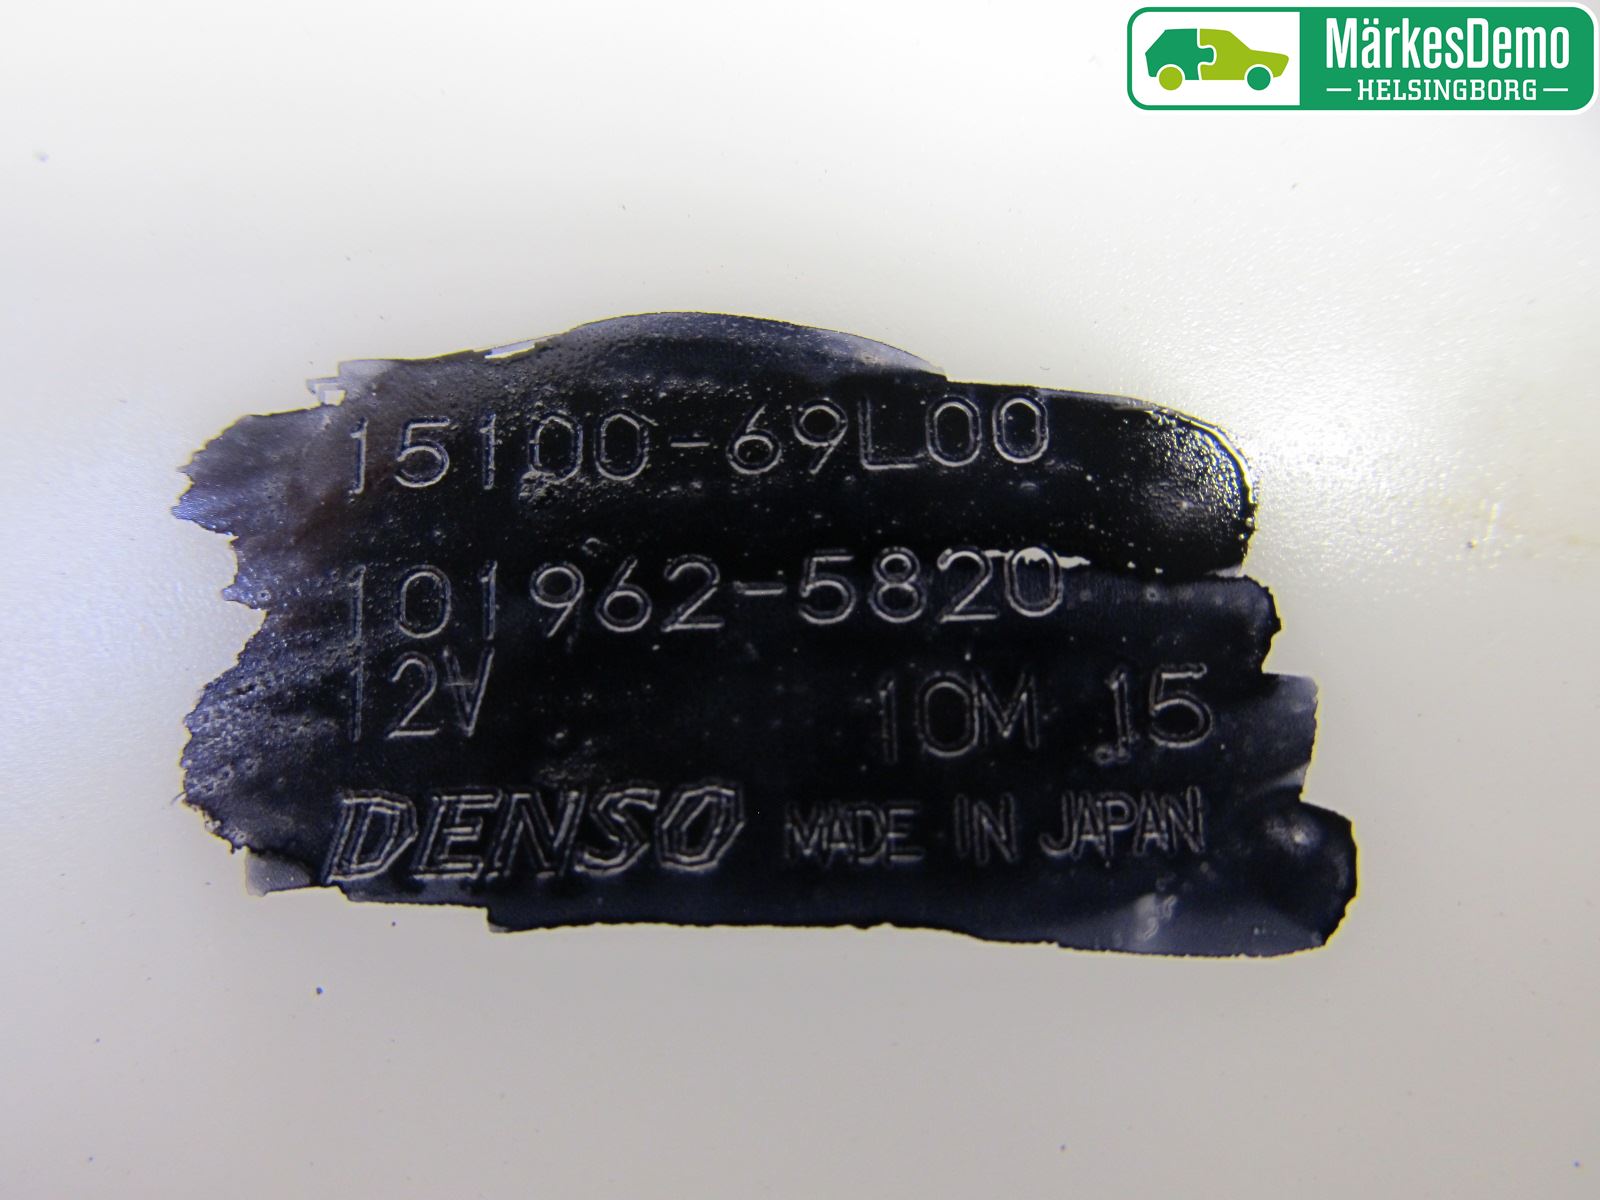 MärkesDemo
HELSINGBORG
15100-69L00
101962-5820
12V 10M 15
DENSO MADE IN JAPAN